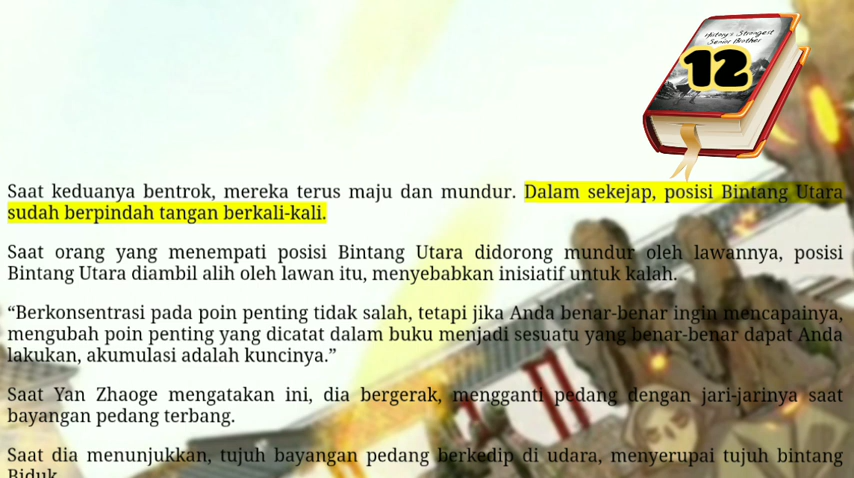 History's Strongest
Senior Brother
12
Saat keduanya bentrok, mereka terus maju dan mundur. Dalam sekejap, posisi Bintang Utara
sudah berpindah tangan berkali-kali.
Saat orang yang menempati posisi Bintang Utara didorong mundur oleh lawannya, posisi
Bintang Utara diambil alih oleh lawan itu, menyebabkan inisiatif untuk kalah.
“Berkonsentrasi pada poin penting tidak salah, tetapi jika Anda benar-benar ingin mencapainya,
mengubah poin penting yang dicatat dalam buku menjadi sesuatu yang benar-benar dapat Anda
lakukan, akumulasi adalah kuncinya.”
Saat Yan Zhaoge mengatakan ini, dia bergerak, mengganti pedang dengan jari-jarinya saat
bayangan pedang terbang.
Saat dia menunjukkan, tujuh bayangan pedang berkedip di udara, menyerupai tujuh bintang
Biduk.